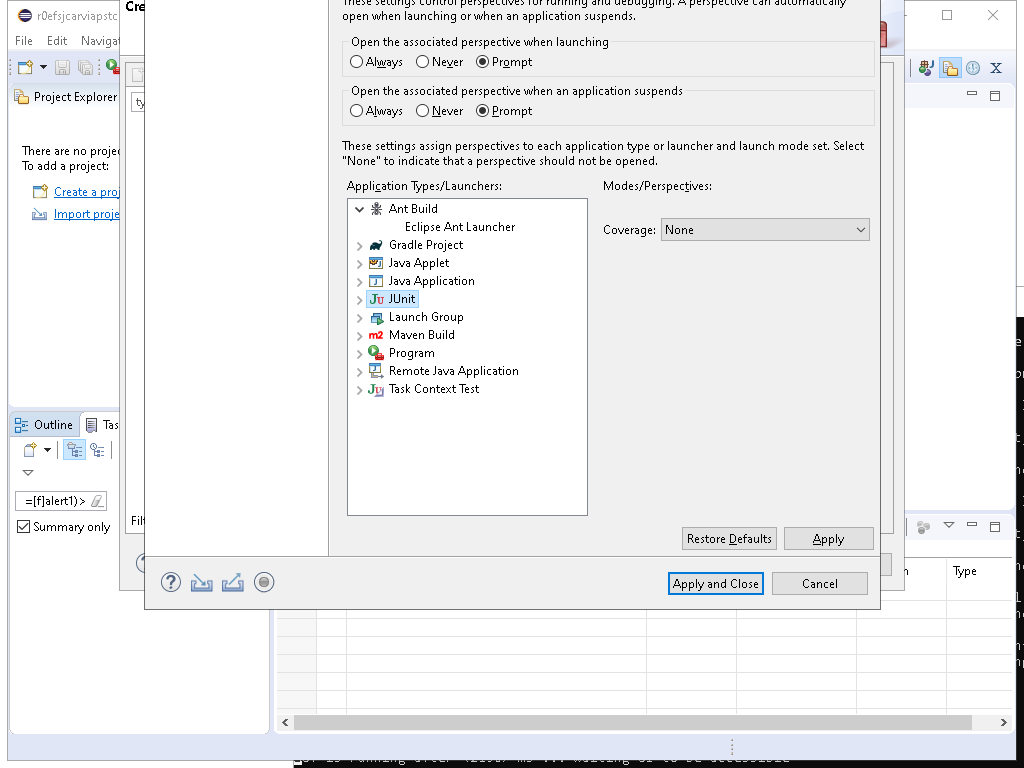 r0efsjcarviapstc
Cre
File Edit Naviga
Project Explorer
There are no proje
To add a project:
Create a proj
Import proje
ty
These settings control perspectives for running and debugging. A perspective can automatically
open when launching or when an application suspends.
Open the associated perspective when launching
Always Never Prompt
Open the associated perspective when an application suspends
Always Never Prompt
These settings assign perspectives to each application type or launcher and launch mode set. Select
"None" to indicate that a perspective should not be opened.
Application Types/Launchers:
Modes/Perspectives:
Ant Build
Eclipse Ant Launcher
Gradle Project
Java Applet
Java Application
JUnit
Launch Group
Maven Build
Program
Remote Java Application
Task Context Test
Coverage: None
Outline Tas
=[f]alert1)>
Summary only
Filt
Restore Defaults Apply
Apply and Close Cancel
Type